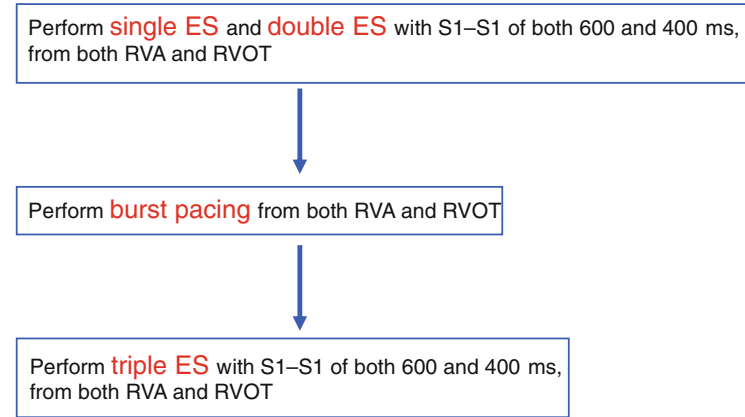 Perform single ES and double ES with S1–S1 of both 600 and 400 ms,
from both RVA and RVOT
Perform burst pacing from both RVA and RVOT
Perform triple ES with S1–S1 of both 600 and 400 ms,
from both RVA and RVOT